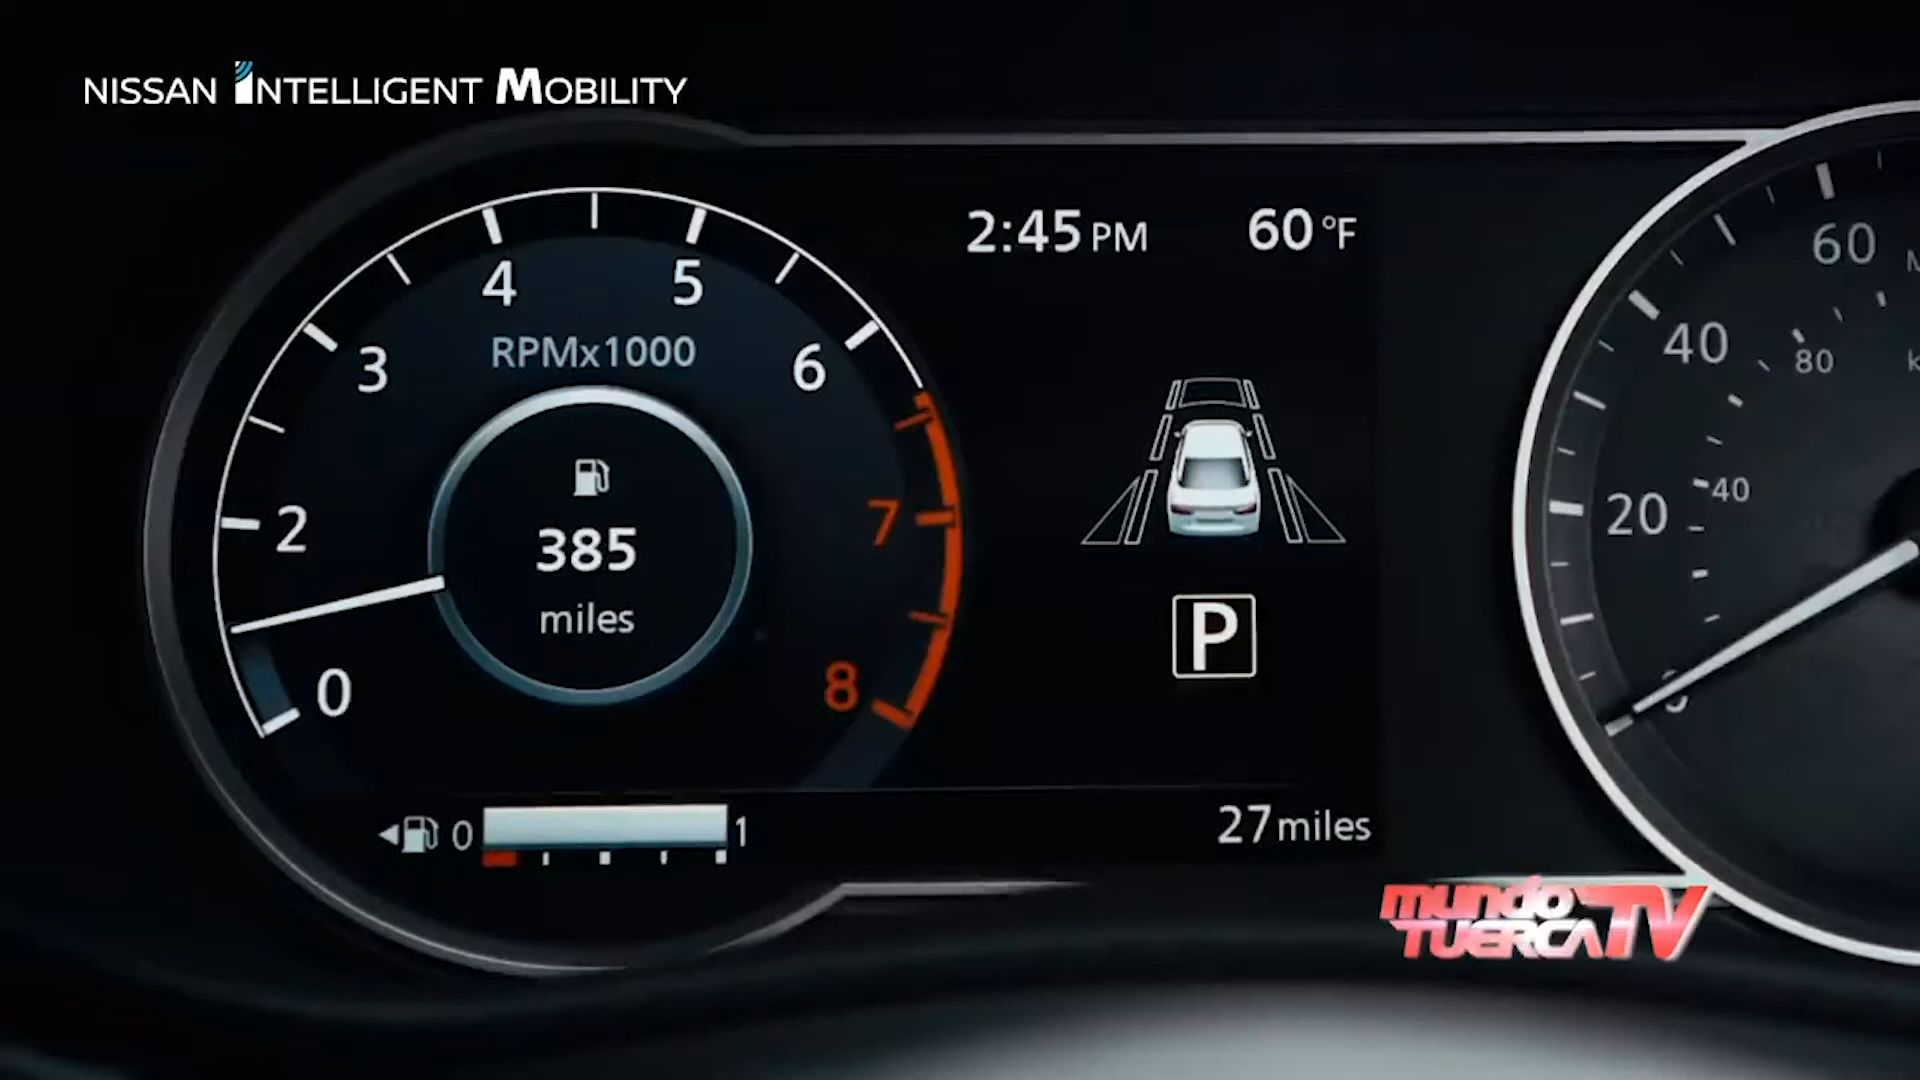 NISSAN INTELLIGENT MOBILITY
2:45 PM 60 °F
4 5
RPMx1000
3 6
2 7
0 8
385
miles
P
0 1
27 miles
60
40
80
20
40
0
mundo
TUERCA TV